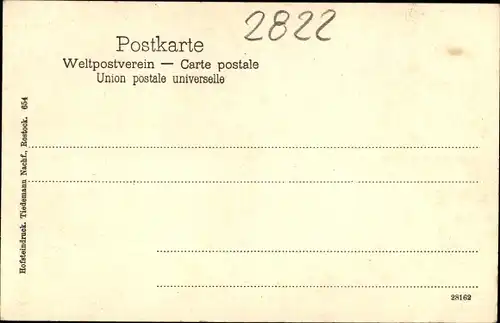 2822
Postkarte
Weltpostverein — Carte postale
Union postale universelle
Hofsteindruck. Tiedemann Nachf., Rostock. 654
28162